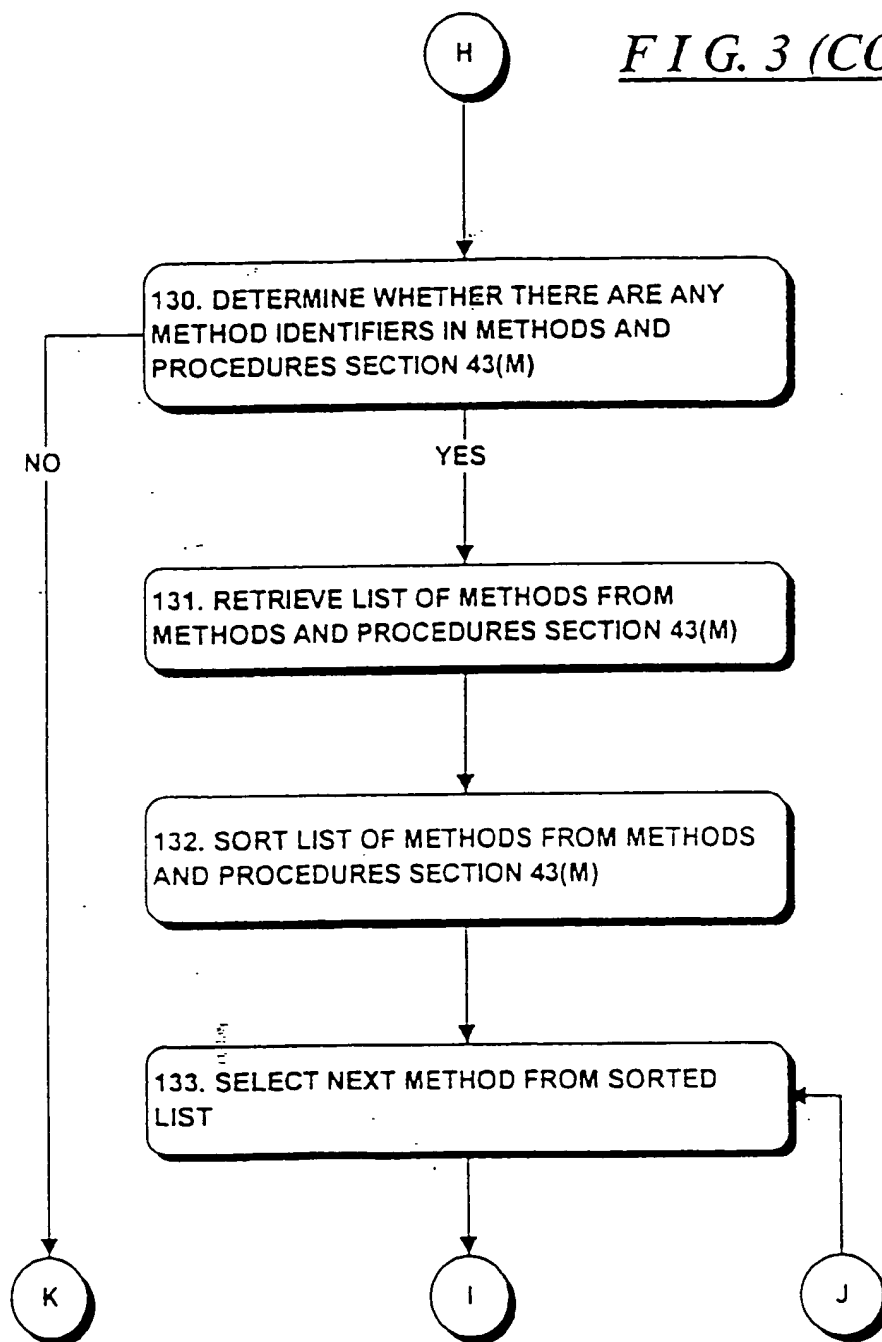 H
F I G. 3 (CO
130. DETERMINE WHETHER THERE ARE ANY
METHOD IDENTIFIERS IN METHODS AND
PROCEDURES SECTION 43(M)
NO
YES
131. RETRIEVE LIST OF METHODS FROM
METHODS AND PROCEDURES SECTION 43(M)
132. SORT LIST OF METHODS FROM METHODS
AND PROCEDURES SECTION 43(M)
133. SELECT NEXT METHOD FROM SORTED
LIST
K
I
J